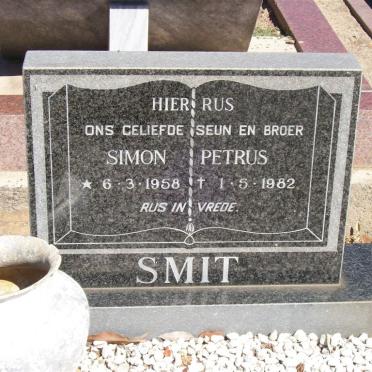 HIER RUS
ONS GELIEFDE SEUN EN BROER
SIMON PETRUS
★ 6-3-1958 † 1-5-1982
RUS IN VREDE.
SMIT